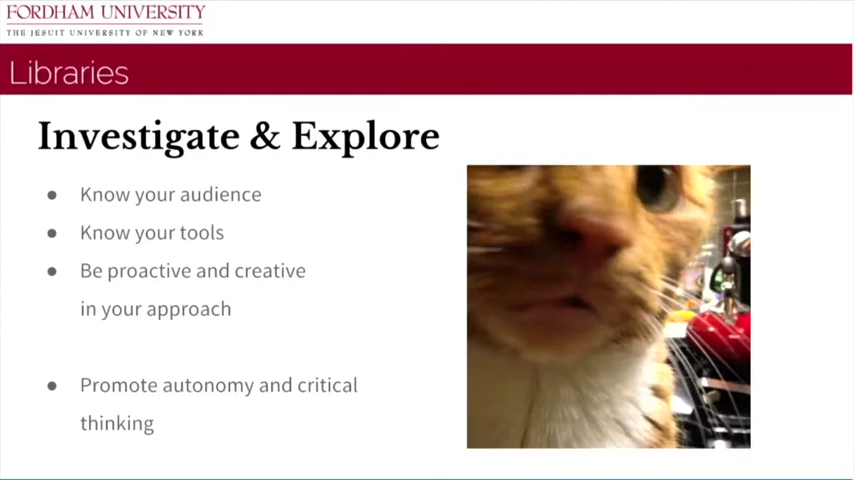 FORDHAM UNIVERSITY
THE JESUIT UNIVERSITY OF NEW YORK
Libraries
Investigate & Explore
● Know your audience
● Know your tools
● Be proactive and creative
in your approach
● Promote autonomy and critical
thinking